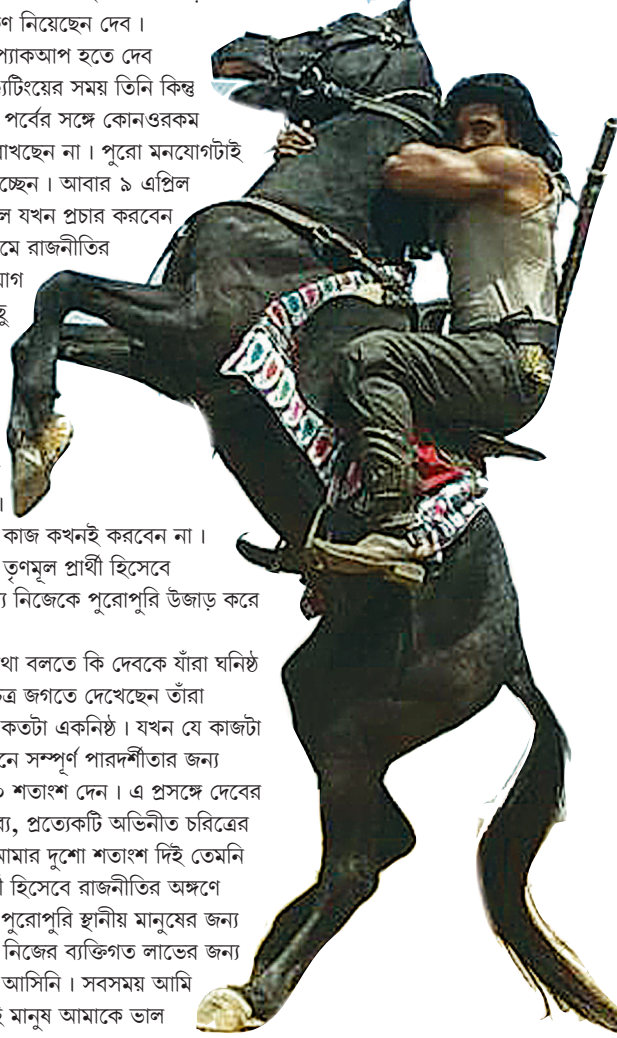 নিয়েছেন দেব।
প্যাকআপ হতে দেব
সময় তিনি কিন্তু
পর্বের সঙ্গে কোনওরকম
না। পুরো মনযোগটাই
আবার ৯ এপ্রিল
যখন প্রচার করবেন
রাজনীতির
।
কাজ কখনই করবেন না।
তৃণমূল প্রার্থী হিসেবে
নিজেকে পুরোপুরি উজাড় করে
বলতে কি দেবকে যাঁরা ঘনিষ্ঠ
জগতে দেখেছেন তাঁরা
কতটা একনিষ্ঠ। যখন যে কাজটা
সম্পূর্ণ পারদর্শীতার জন্য
শতাংশ দেন। এ প্রসঙ্গে দেবের
প্রত্যেকটি অভিনীত চরিত্রের
আমার দুশো শতাংশ দিই তেমনি
হিসেবে রাজনীতির অঙ্গণে
পুরোপুরি স্থানীয় মানুষের জন্য
নিজের ব্যক্তিগত লাভের জন্য
আসিনি। সবসময় আমি
মানুষ আমাকে ভাল